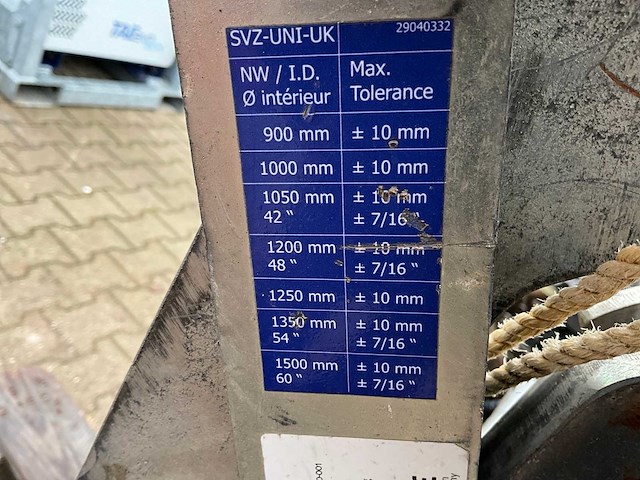 SVZ-UNI-UK 29040332
NW / I.D. Max.
Ø intérieur Tolerance
900 mm ± 10 mm
1000 mm ± 10 mm
1050 mm ± 10 mm
42 “ ± 7/16 “
1200 mm ± 10 mm
48 “ ± 7/16 “
1250 mm ± 10 mm
1350 mm ± 10 mm
54 “ ± 7/16 “
1500 mm ± 10 mm
60 “ ± 7/16 “